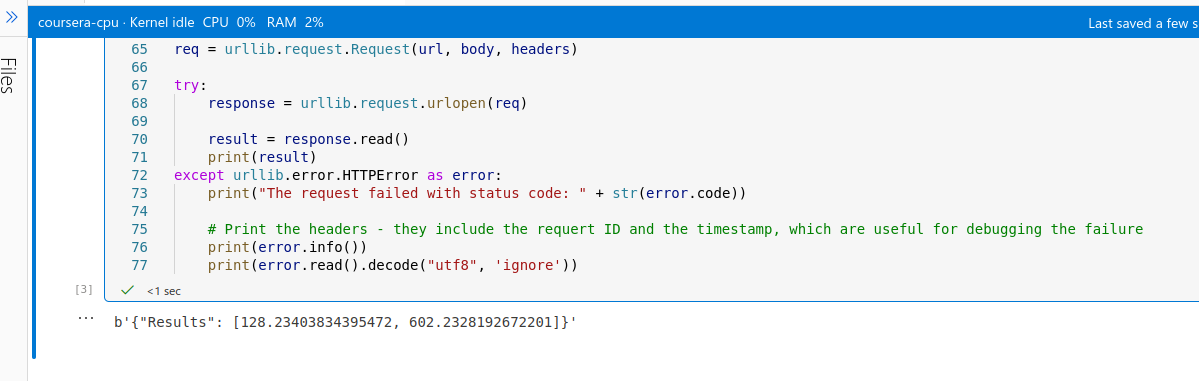 coursera-cpu · Kernel idle CPU 0% RAM 2%
Last saved a few s
Files
65 req = urllib.request.Request(url, body, headers)
66
67 try:
68     response = urllib.request.urlopen(req)
69
70     result = response.read()
71     print(result)
72 except urllib.error.HTTPError as error:
73     print("The request failed with status code: " + str(error.code))
74
75     # Print the headers - they include the requert ID and the timestamp, which are useful for debugging the failure
76     print(error.info())
77     print(error.read().decode("utf8", 'ignore'))
[3] <1 sec
... b'{"Results": [128.23403834395472, 602.2328192672201]}'